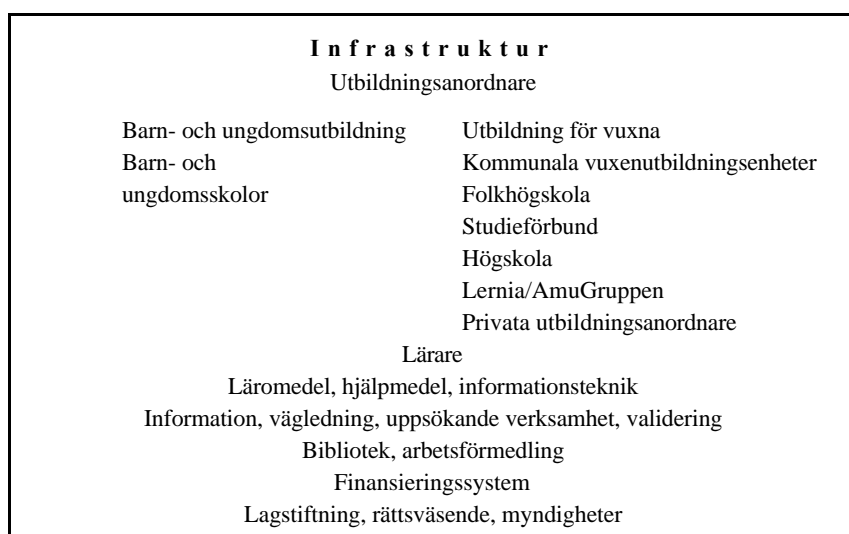 Infrastruktur
Utbildningsanordnare
Barn- och ungdomsutbildning
Barn- och
ungdomsskolor
Utbildning för vuxna
Kommunala vuxenutbildningsenheter
Folkhögskola
Studieförbund
Högskola
Lernia/AmuGruppen
Privata utbildningsanordnare
Lärare
Läromedel, hjälpmedel, informationsteknik
Information, vägledning, uppsökande verksamhet, validering
Bibliotek, arbetsförmedling
Finansieringssystem
Lagstiftning, rättsväsende, myndigheter